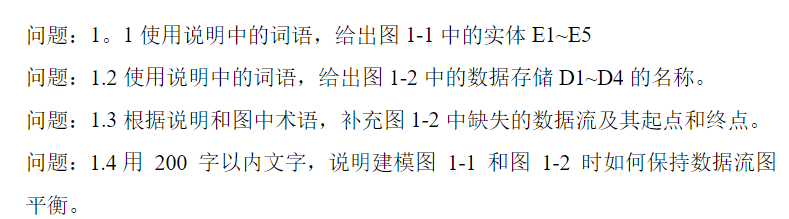 问题：1。1 使用说明中的词语，给出图 1-1 中的实体 E1~E5
问题：1.2 使用说明中的词语，给出图 1-2 中的数据存储 D1~D4 的名称。
问题：1.3 根据说明和图中术语，补充图 1-2 中缺失的数据流及其起点和终点。
问题：1.4 用 200 字以内文字，说明建模图 1-1 和图 1-2 时如何保持数据流图
平衡。